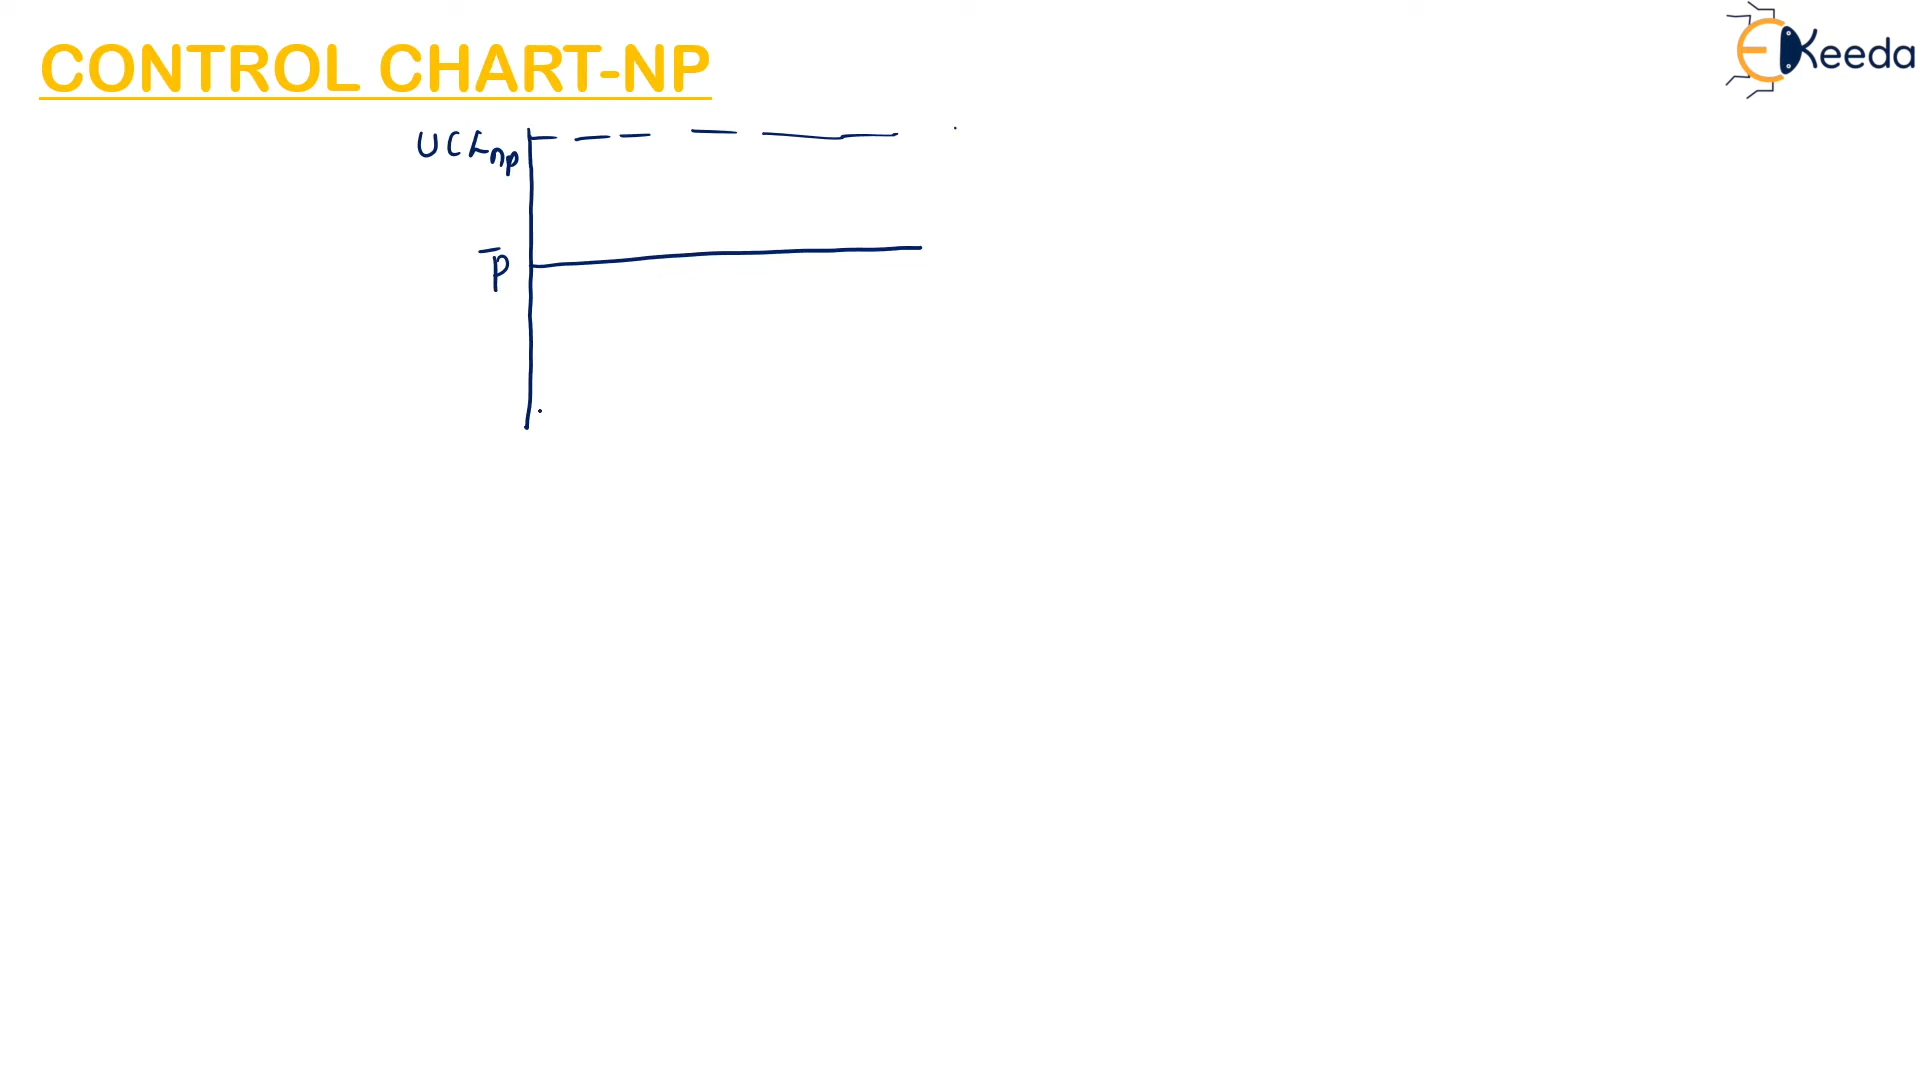 CONTROL CHART-NP
EKeeda
UCLnp
p̅